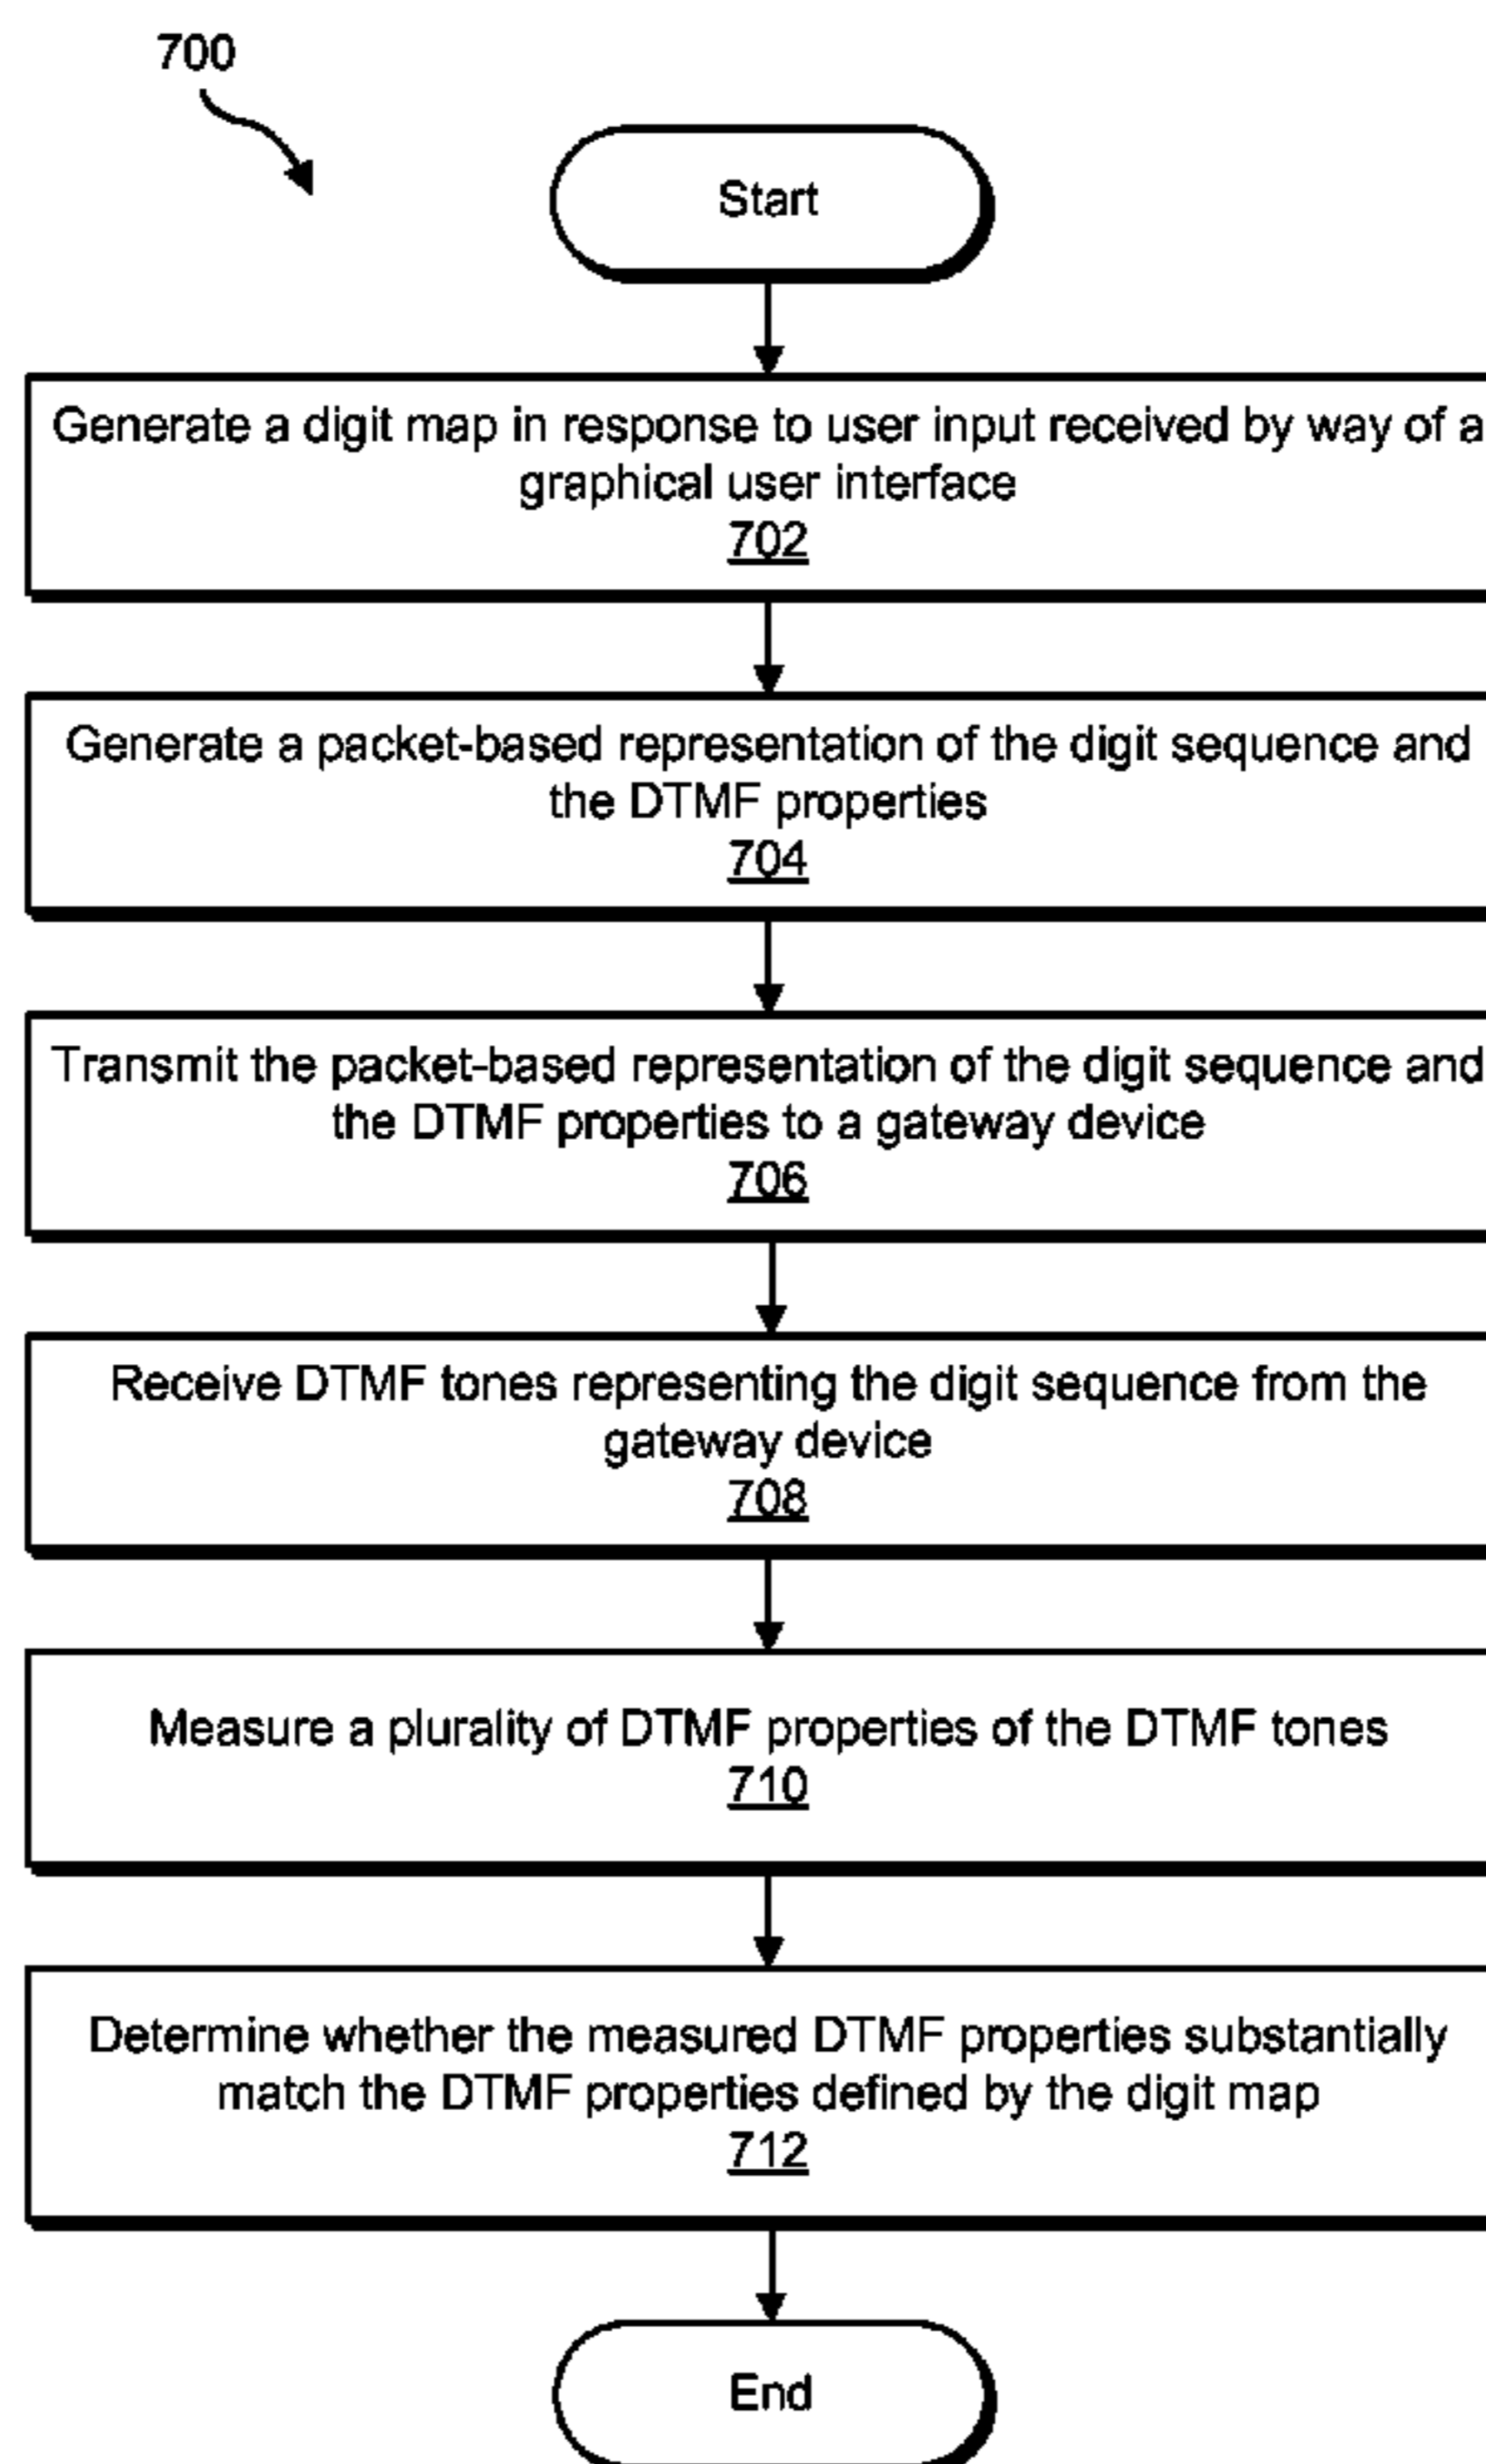 700
Start
Generate a digit map in response to user input received by way of a
graphical user interface
702
Generate a packet-based representation of the digit sequence and
the DTMF properties
704
Transmit the packet-based representation of the digit sequence and
the DTMF properties to a gateway device
706
Receive DTMF tones representing the digit sequence from the
gateway device
708
Measure a plurality of DTMF properties of the DTMF tones
710
Determine whether the measured DTMF properties substantially
match the DTMF properties defined by the digit map
712
End